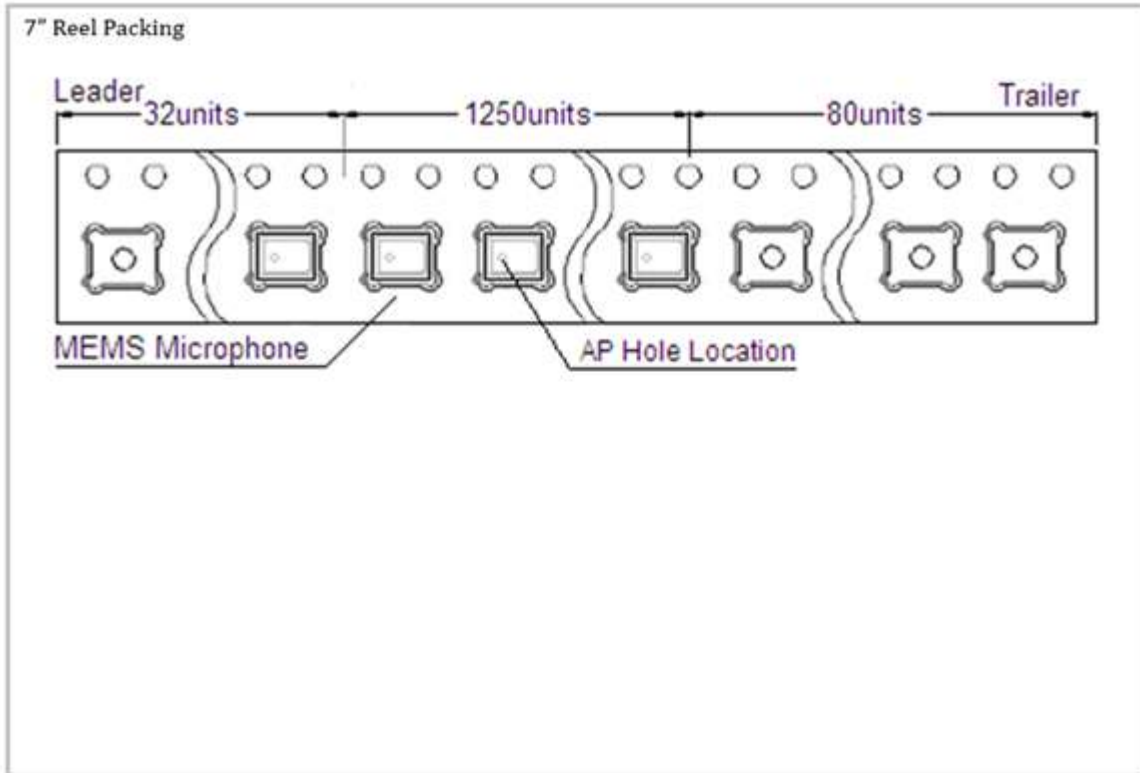 7” Reel Packing
Leader
Trailer
32units
1250units
80units
MEMS Microphone
AP Hole Location